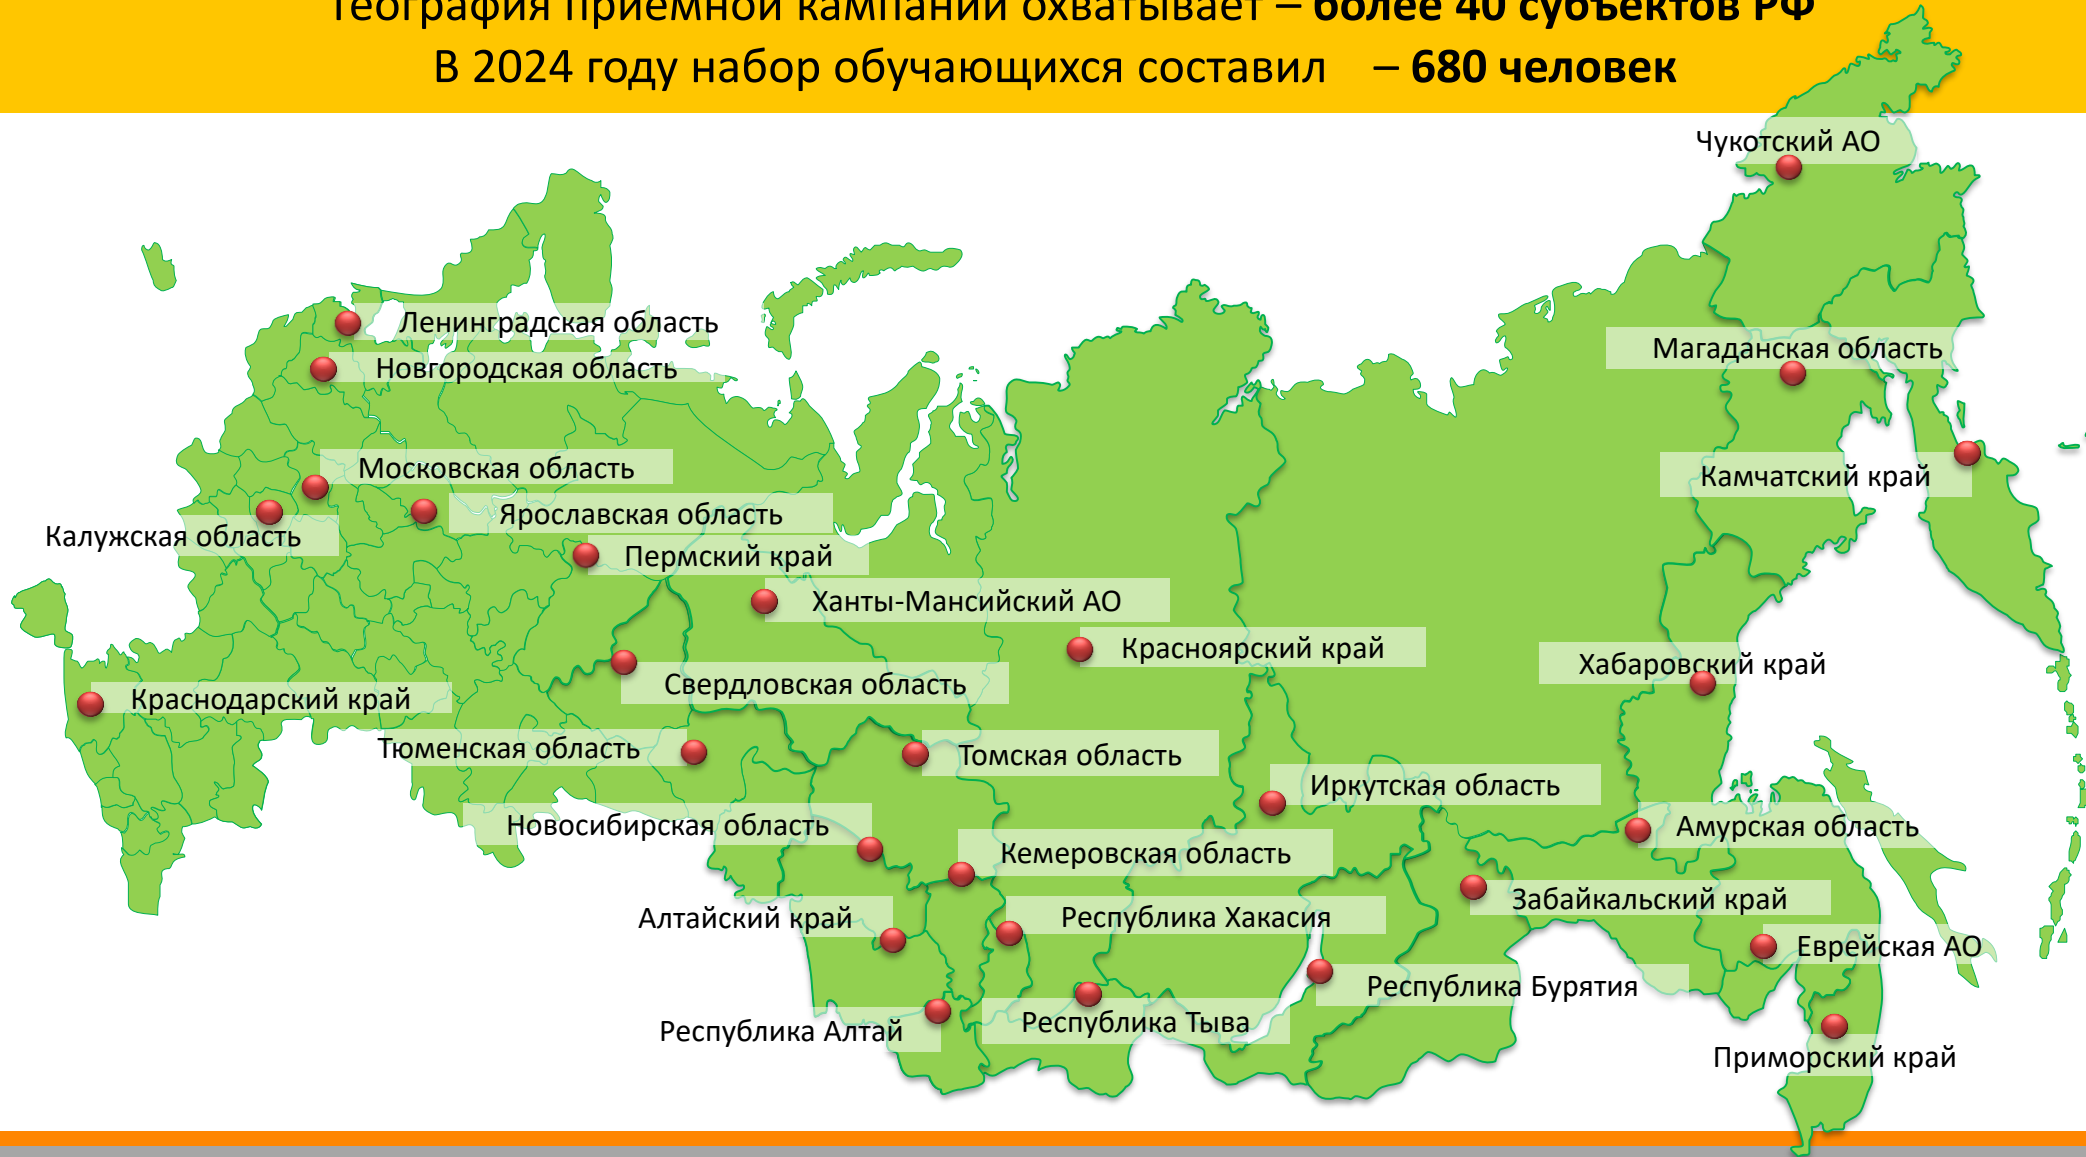 География приемной кампании охватывает – более 40 субъектов РФ
В 2024 году набор обучающихся составил – 680 человек
Чукотский АО
Ленинградская область
Магаданская область
Новгородская область
Московская область
Камчатский край
Ярославская область
Калужская область
Пермский край
Ханты-Мансийский АО
Красноярский край
Хабаровский край
Свердловская область
Краснодарский край
Тюменская область
Томская область
Иркутская область
Новосибирская область
Амурская область
Кемеровская область
Забайкальский край
Алтайский край
Республика Хакасия
Еврейская АО
Республика Бурятия
Республика Тыва
Республика Алтай
Приморский край